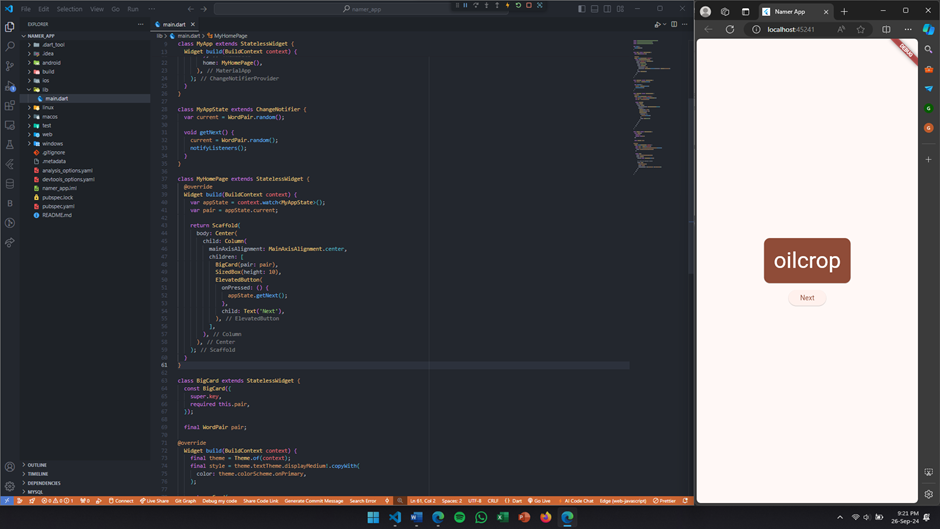 File Edit Selection View Go Run ···
namer_app
EXPLORER ···
NAMER_APP
.dart_tool
.idea
android
build
ios
lib
main.dart
linux
macos
test
web
windows
.gitignore
.metadata
analysis_options.yaml
devtools_options.yaml
namer_app.iml
pubspec.lock
pubspec.yaml
README.md
OUTLINE
TIMELINE
DEPENDENCIES
MYSQL
main.dart
lib > main.dart > MyHomePage
class MyApp extends StatelessWidget {
Widget build(BuildContext context) {
home: MyHomePage(),
), // MaterialApp
); // ChangeNotifierProvider
}
}
class MyAppState extends ChangeNotifier {
var current = WordPair.random();
void getNext() {
current = WordPair.random();
notifyListeners();
}
}
class MyHomePage extends StatelessWidget {
@override
Widget build(BuildContext context) {
var appState = context.watch<MyAppState>();
var pair = appState.current;
return Scaffold(
body: Center(
child: Column(
mainAxisAlignment: MainAxisAlignment.center,
children: [
BigCard(pair: pair),
SizedBox(height: 10),
ElevatedButton(
onPressed: () {
appState.getNext();
},
child: Text('Next'),
), // ElevatedButton
],
), // Column
), // Center
); // Scaffold
}
61 }
class BigCard extends StatelessWidget {
const BigCard({
super.key,
required this.pair,
});
final WordPair pair;
@override
Widget build(BuildContext context) {
final theme = Theme.of(context);
final style = theme.textTheme.displayMedium!.copyWith(
color: theme.colorScheme.onPrimary,
);
Connect Live Share Git Graph Debug my code Share Code Link Generate Commit Message Search Error Ln 61, Col 2 Spaces: 2 UTF-8 CRLF {} Dart Go Live AI Code Chat Edge (web-javascript) Prettier
Namer App
localhost:45241
DEBUG
oilcrop
Next
9:21 PM
26-Sep-24